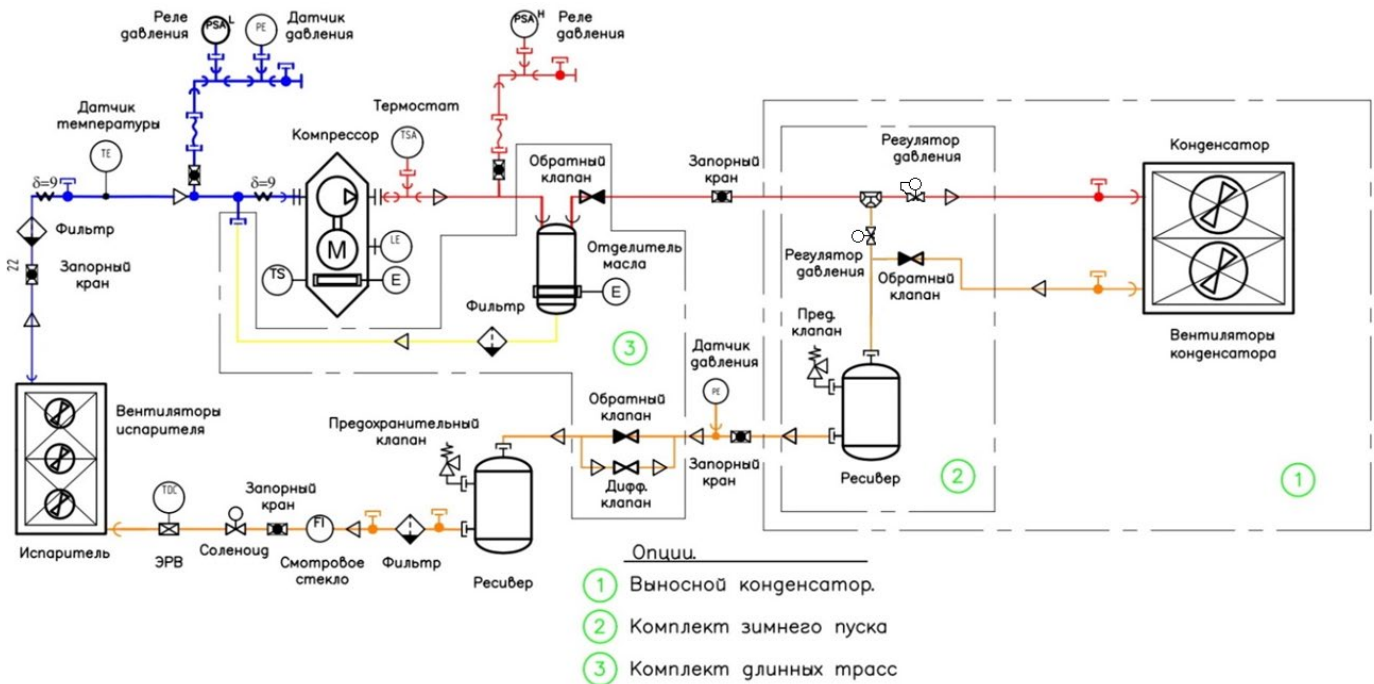 Реле
давления
PSA L
PE
Датчик
давления
PSA H
Реле
давления
Датчик
температуры
TE
Термостат
TSA
Компрессор
Обратный
клапан
Запорный
кран
Регулятор
давления
Конденсатор
δ=9
δ=9
Фильтр
22
Запорный
кран
M
LE
TS
E
Отделитель
масла
E
Фильтр
Регулятор
давления
Обратный
клапан
Пред.
клапан
Вентиляторы
конденсатора
3
Датчик
давления
PE
Вентиляторы
испарителя
Предохранительный
клапан
Обратный
клапан
Дифф.
клапан
Запорный
кран
Ресивер
2
1
TDC
Запорный
кран
FI
Испаритель
ЭРВ
Соленоид
Смотровое
стекло
Фильтр
Ресивер
Опции.
1 Выносной конденсатор.
2 Комплект зимнего пуска
3 Комплект длинных трасс